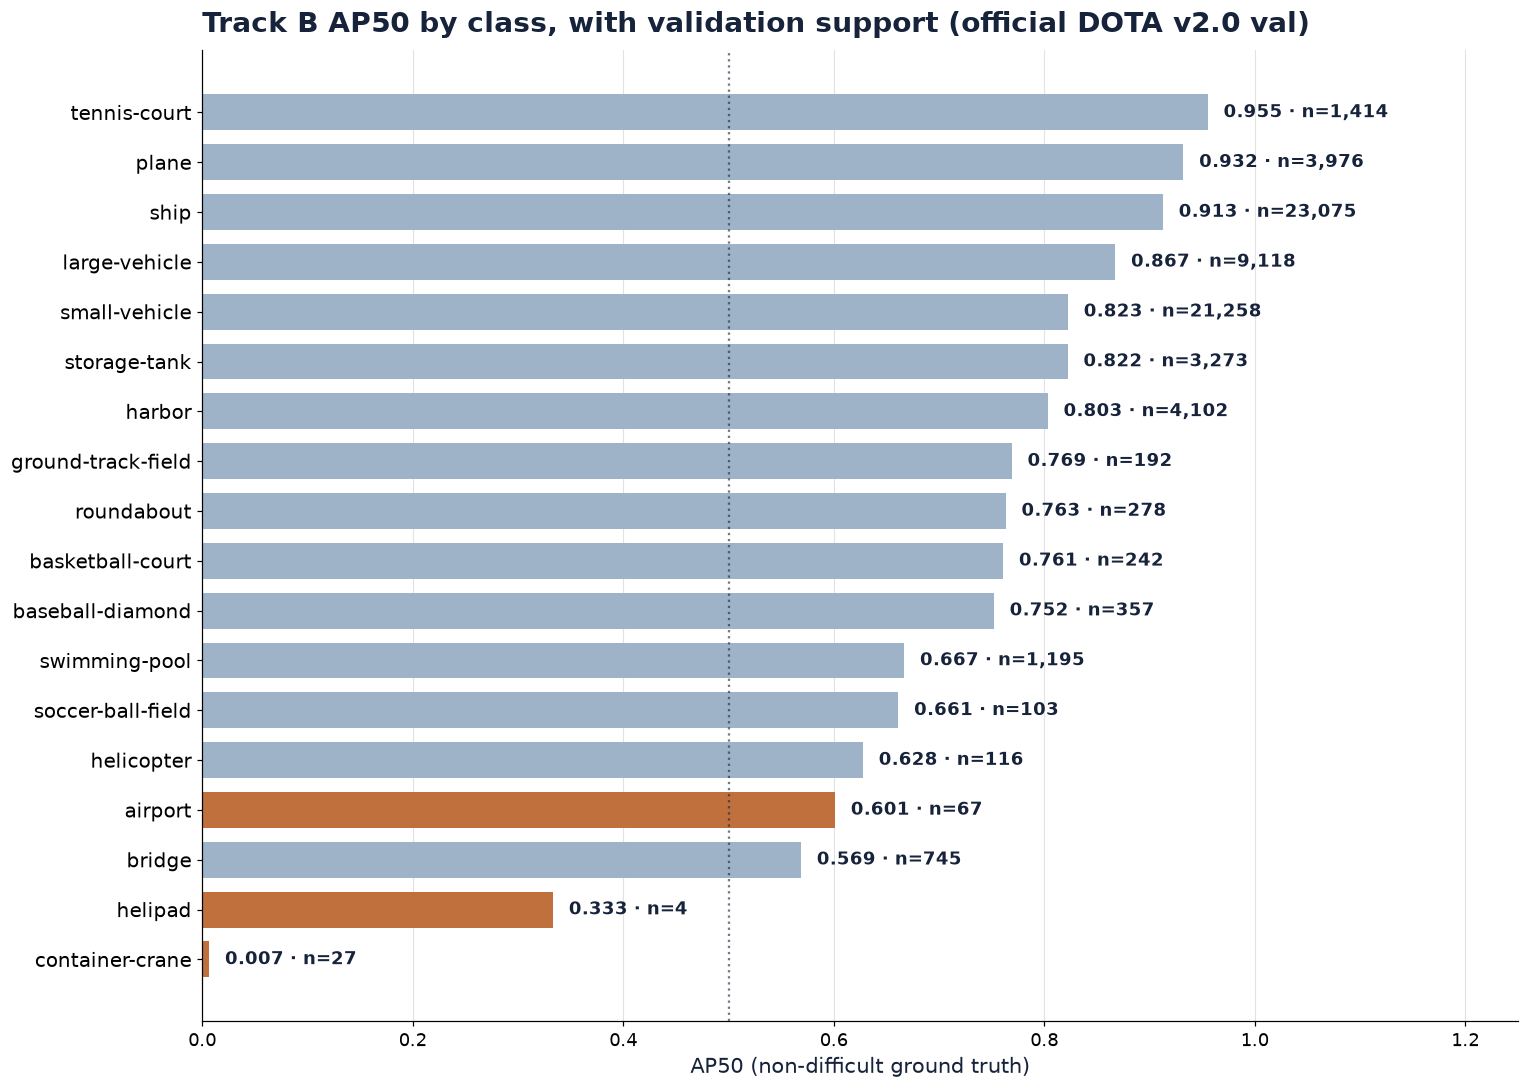 Track B AP50 by class, with validation support (official DOTA v2.0 val)
tennis-court 0.955 · n=1,414
plane 0.932 · n=3,976
ship 0.913 · n=23,075
large-vehicle 0.867 · n=9,118
small-vehicle 0.823 · n=21,258
storage-tank 0.822 · n=3,273
harbor 0.803 · n=4,102
ground-track-field 0.769 · n=192
roundabout 0.763 · n=278
basketball-court 0.761 · n=242
baseball-diamond 0.752 · n=357
swimming-pool 0.667 · n=1,195
soccer-ball-field 0.661 · n=103
helicopter 0.628 · n=116
airport 0.601 · n=67
bridge 0.569 · n=745
helipad 0.333 · n=4
container-crane 0.007 · n=27
0.0 0.2 0.4 0.6 0.8 1.0 1.2
AP50 (non-difficult ground truth)